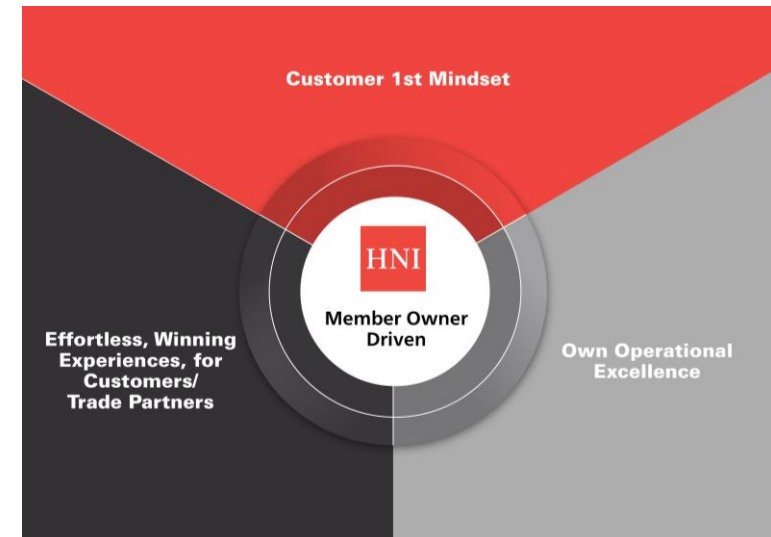 Customer 1st Mindset
HNI
Member Owner
Driven
Effortless, Winning
Experiences, for
Customers/
Trade Partners
Own Operational
Excellence